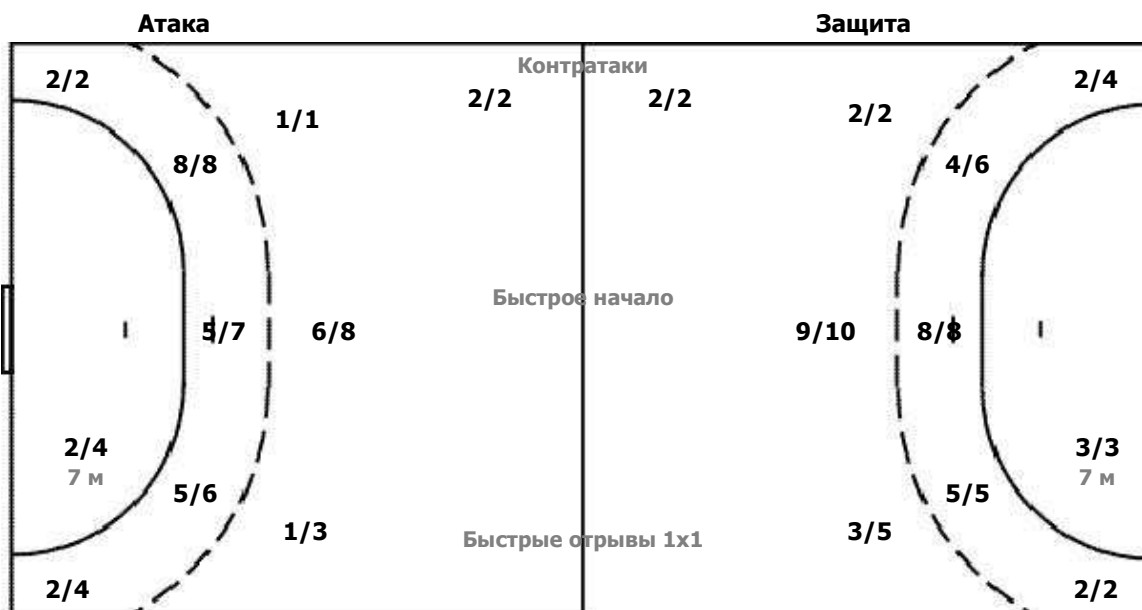 Атака Защита
2/2 Контратаки 2/4
2/2 2/2
1/1 2/2
8/8 4/6
Быстрое начало
5/7 6/8 9/10 8/8
2/4 3/3
7 м 7 м
5/6 5/5
1/3 Быстрые отрывы 1х1 3/5
2/4 2/2